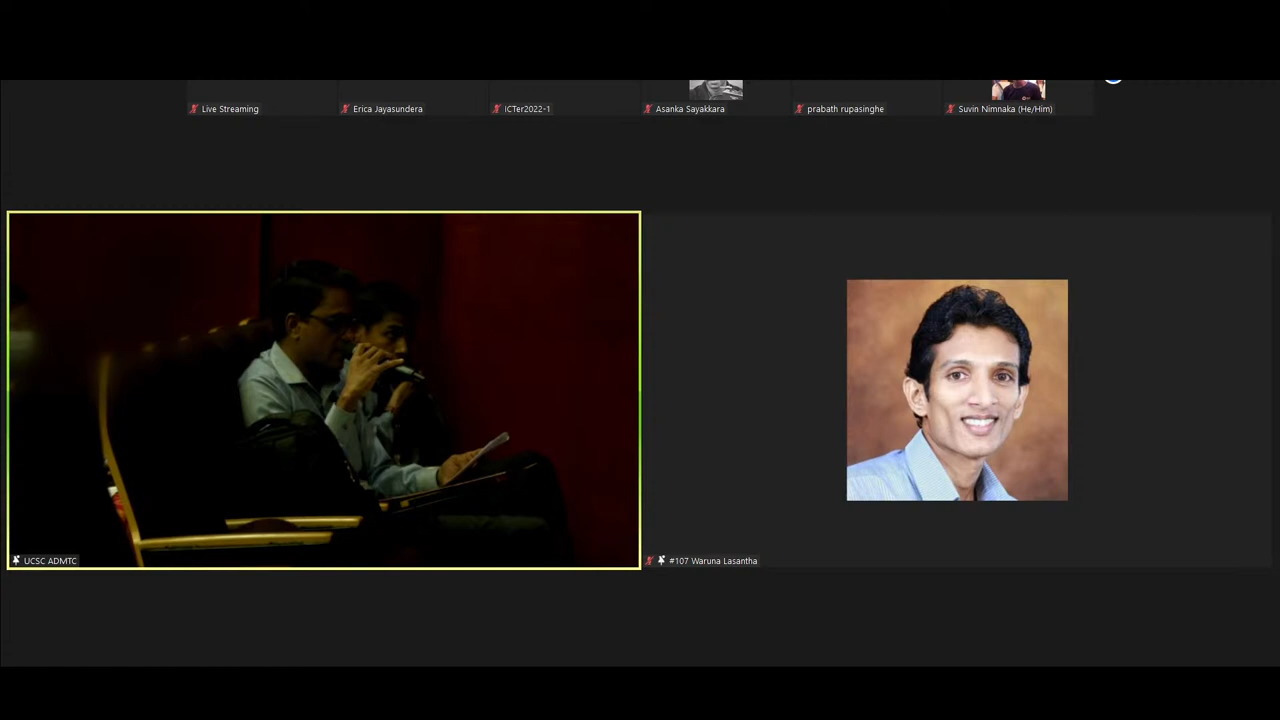 Live Streaming
Erica Jayasundera
ICTer2022-1
Asanka Sayakkara
prabath rupasinghe
Suvin Nimnaka (He/Him)
UCSC ADMTC
#107 Waruna Lasantha